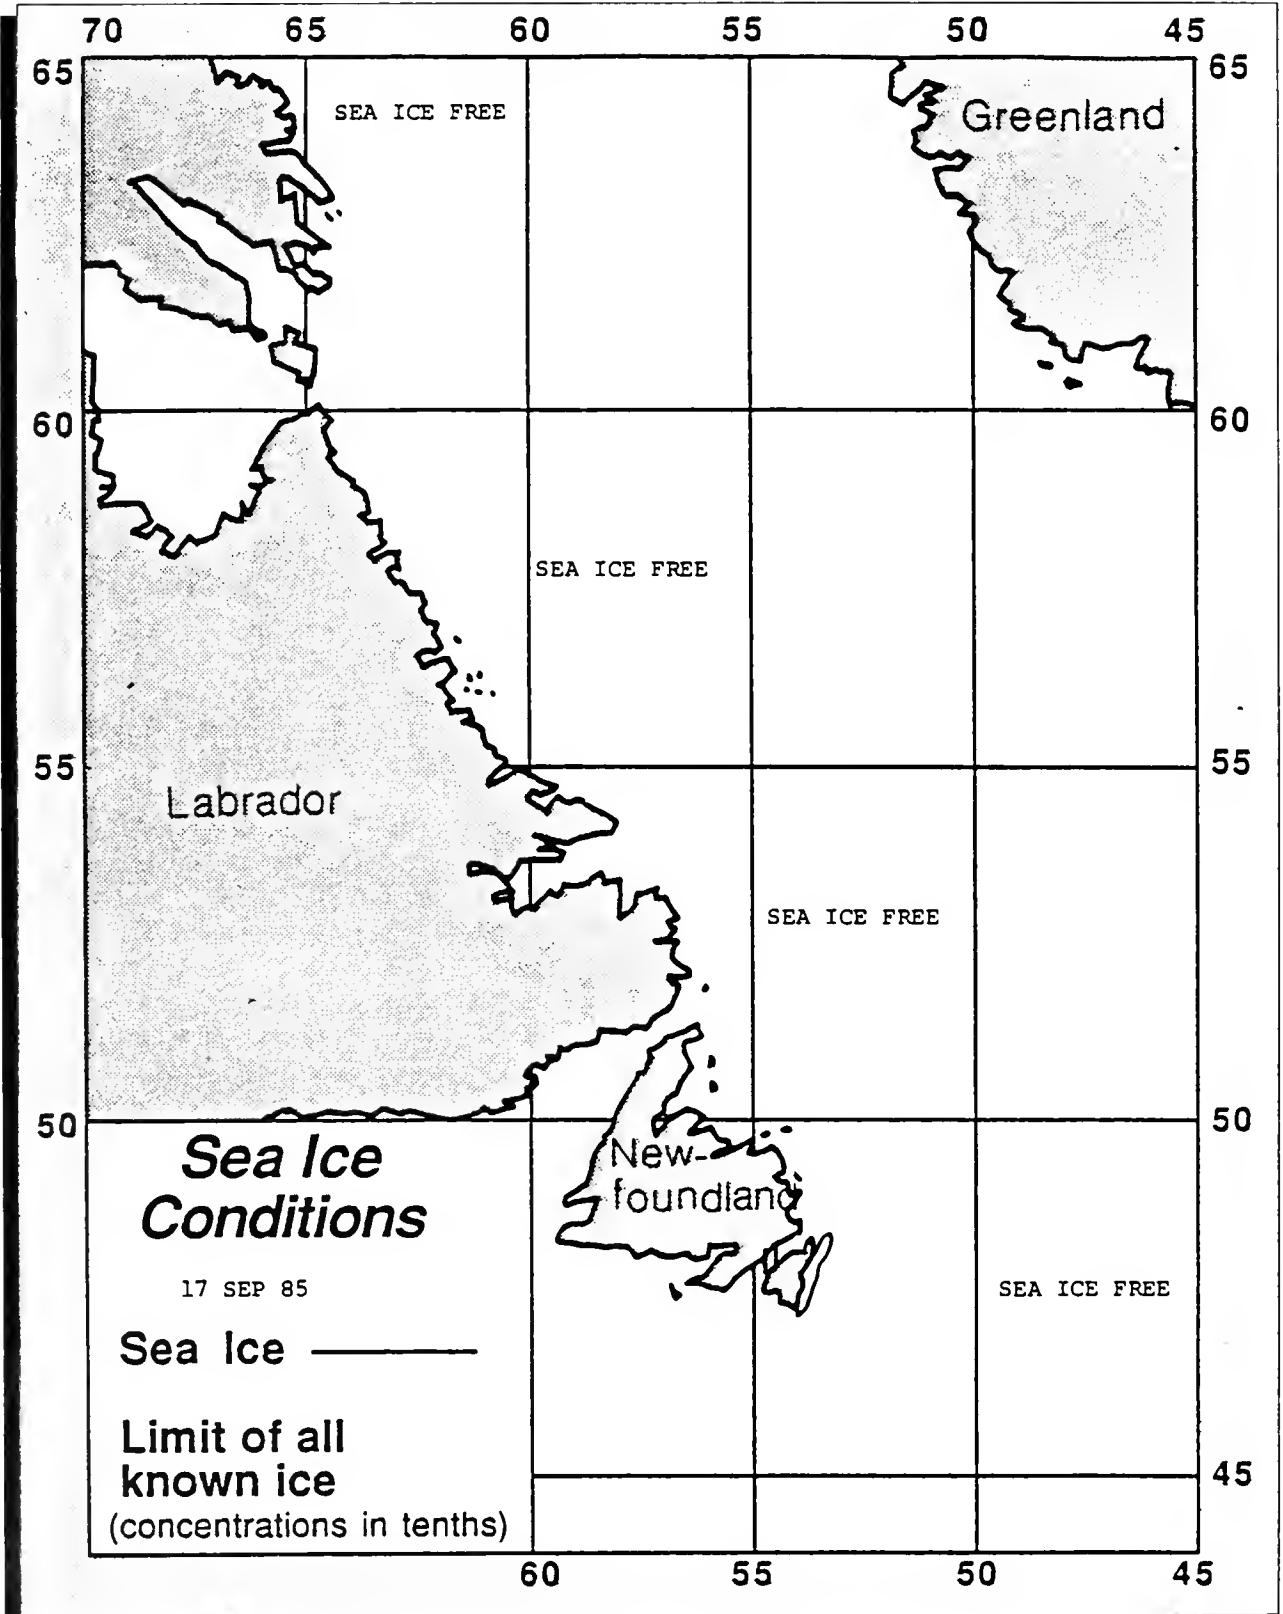 70 65 60 55 50 45
65 65
SEA ICE FREE
Greenland
60 60
SEA ICE FREE
55 55
Labrador
SEA ICE FREE
50 50
Sea Ice
Conditions
New-
foundland
17 SEP 85
SEA ICE FREE
Sea Ice
Limit of all
known ice
45
(concentrations in tenths)
60 55 50 45